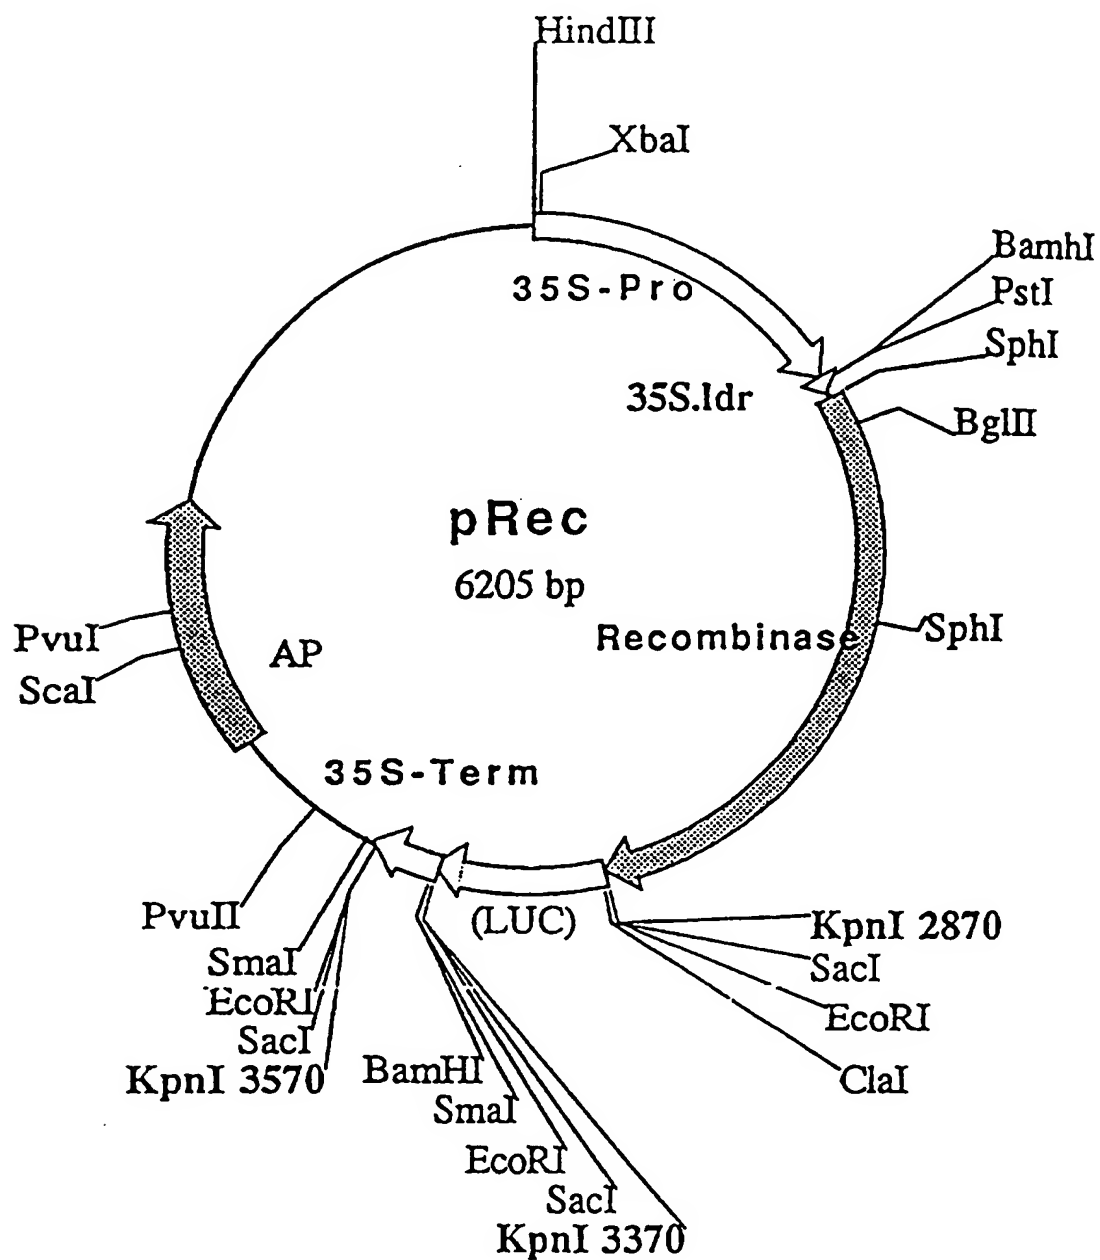 HindIII
XbaI
BamhI
35S-Pro
PstI
SphI
35S.ldr
BglII
pRec
6205 bp
Recombinase
SphI
PvuI
AP
ScaI
35S-Term
PvuII
(LUC)
KpnI 2870
SmaI
SacI
EcoRI
EcoRI
SacI
KpnI 3570
BamHI
ClaI
SmaI
EcoRI
SacI
KpnI 3370